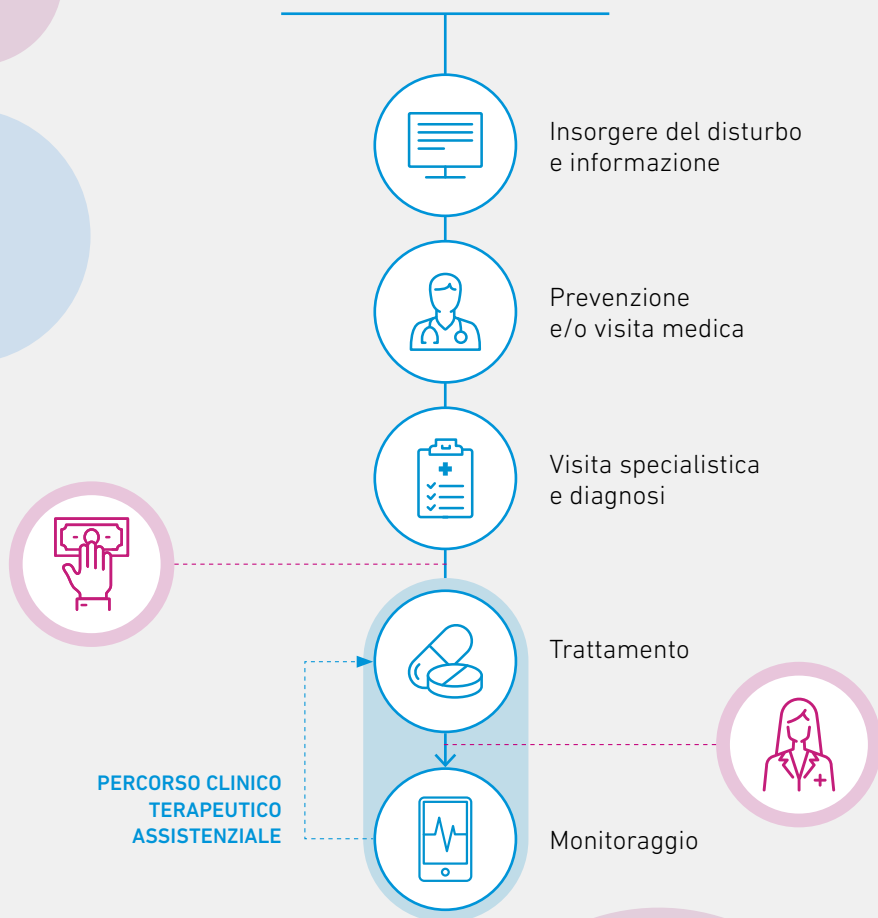 Insorgere del disturbo
e informazione
Prevenzione
e/o visita medica
Visita specialistica
e diagnosi
Trattamento
PERCORSO CLINICO
TERAPEUTICO
ASSISTENZIALE
Monitoraggio